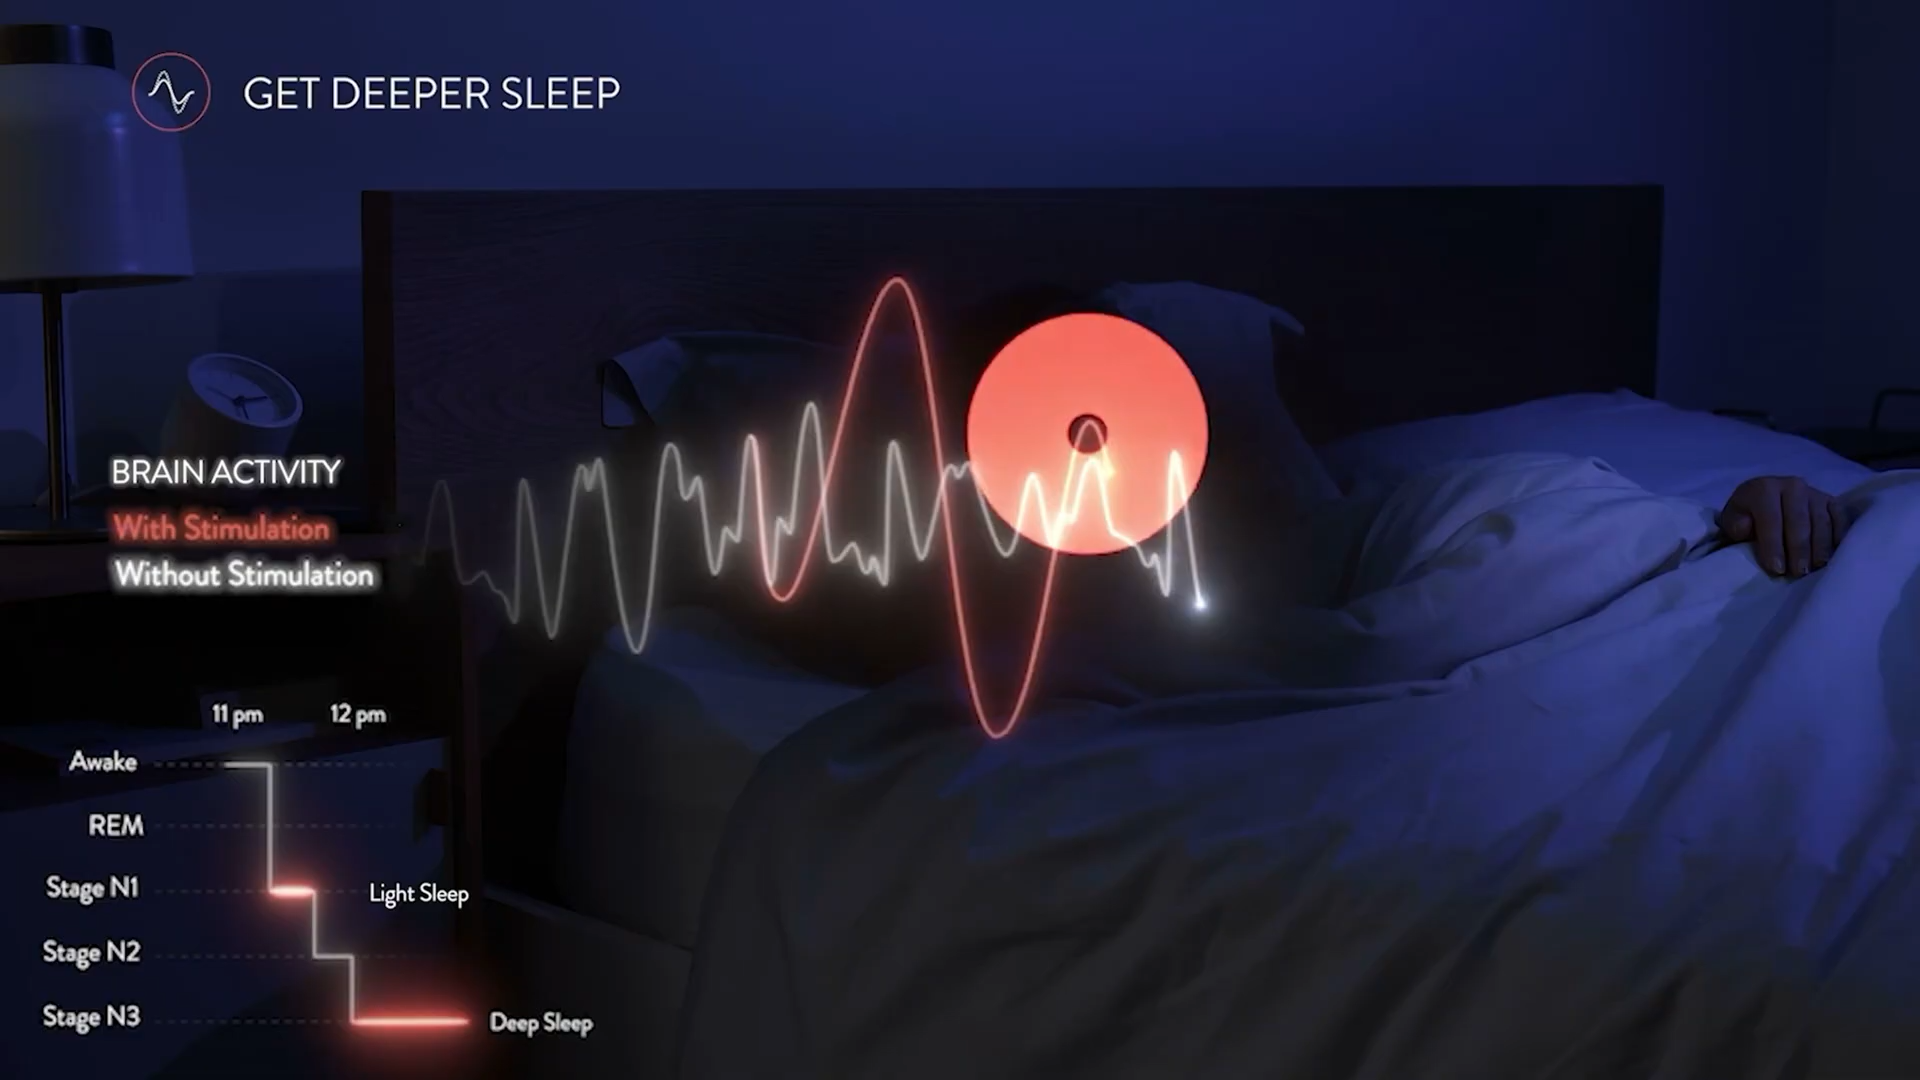 GET DEEPER SLEEP
BRAIN ACTIVITY
With Stimulation
Without Stimulation
11 pm
12 pm
Awake
REM
Stage N1
Light Sleep
Stage N2
Stage N3
Deep Sleep